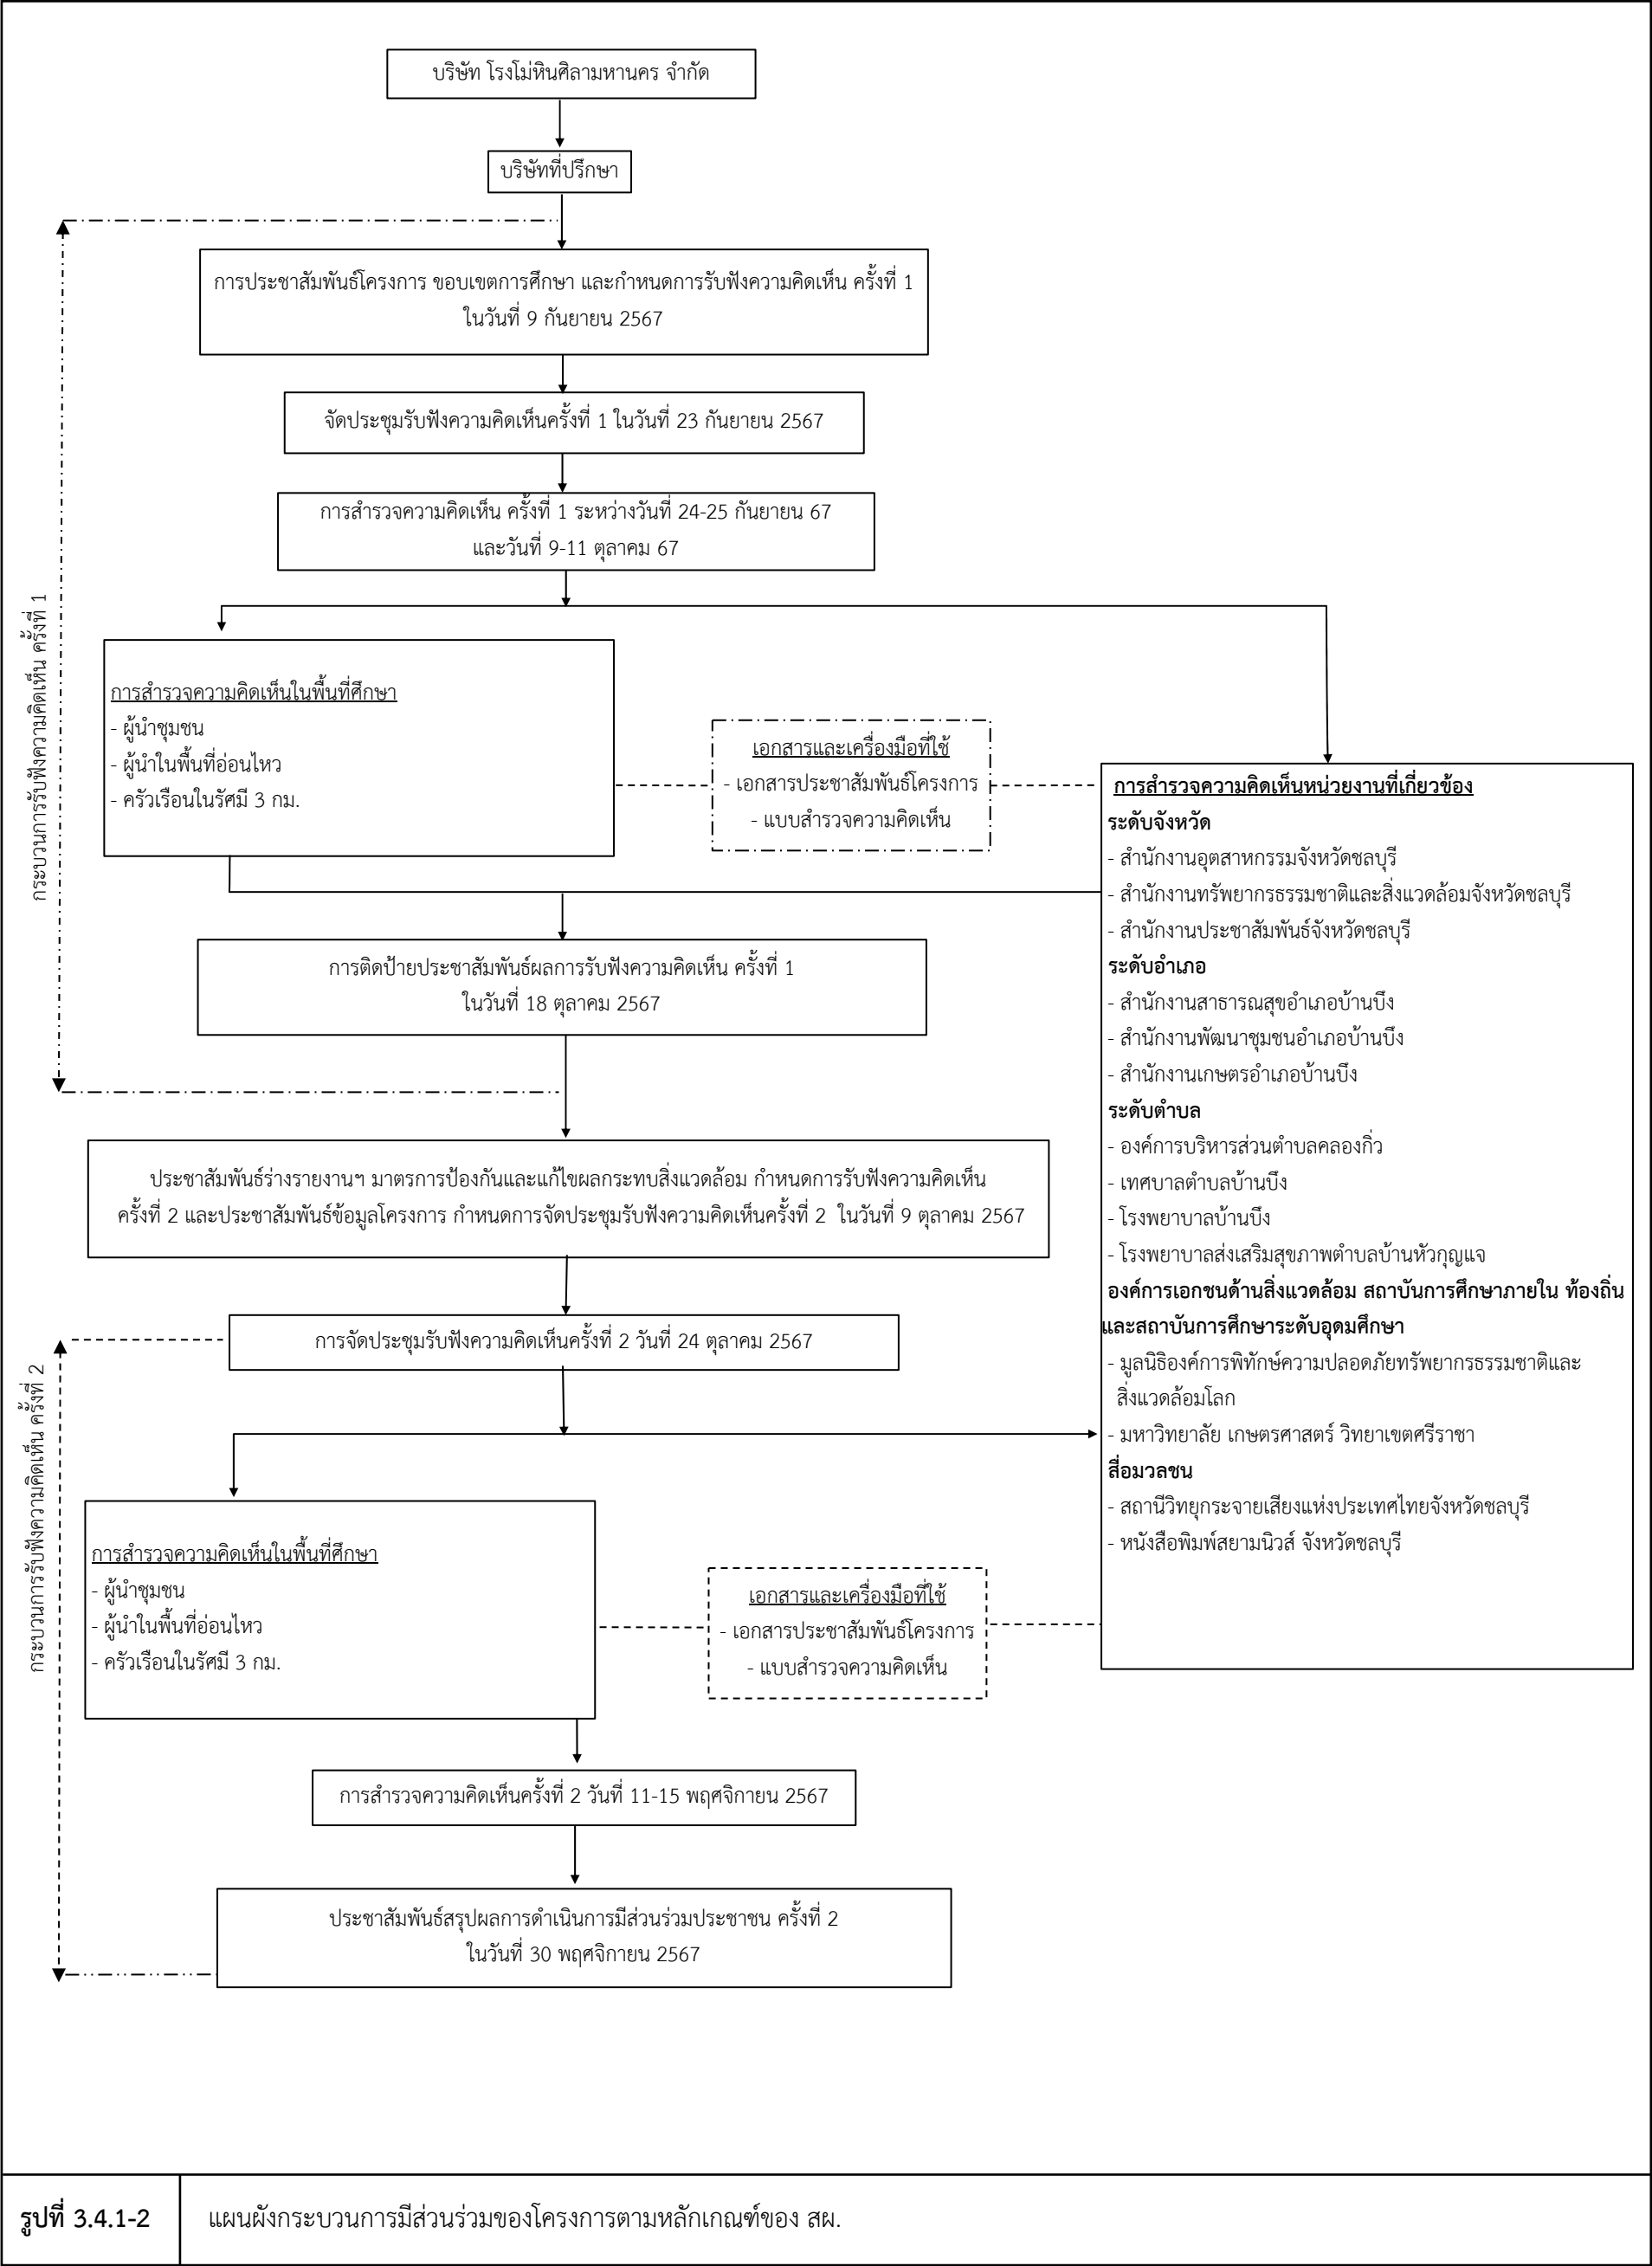 บริษัท โรงโม่หินศิลามหานคร จำกัด
บริษัทที่ปรึกษา
การประชาสัมพันธ์โครงการ ขอบเขตการศึกษา และกำหนดการรับฟังความคิดเห็น ครั้งที่ 1
ในวันที่ 9 กันยายน 2567
จัดประชุมรับฟังความคิดเห็นครั้งที่ 1 ในวันที่ 23 กันยายน 2567
การสำรวจความคิดเห็น ครั้งที่ 1 ระหว่างวันที่ 24-25 กันยายน 67
และวันที่ 9-11 ตุลาคม 67
กระบวนการรับฟังความคิดเห็น ครั้งที่ 1
การสำรวจความคิดเห็นในพื้นที่ศึกษา
- ผู้นำชุมชน
- ผู้นำในพื้นที่อ่อนไหว
- ครัวเรือนในรัศมี 3 กม.
เอกสารและเครื่องมือที่ใช้
- เอกสารประชาสัมพันธ์โครงการ
- แบบสำรวจความคิดเห็น
การสำรวจความคิดเห็นหน่วยงานที่เกี่ยวข้อง
ระดับจังหวัด
- สำนักงานอุตสาหกรรมจังหวัดชลบุรี
- สำนักงานทรัพยากรธรรมชาติและสิ่งแวดล้อมจังหวัดชลบุรี
- สำนักงานประชาสัมพันธ์จังหวัดชลบุรี
ระดับอำเภอ
- สำนักงานสาธารณสุขอำเภอบ้านบึง
- สำนักงานพัฒนาชุมชนอำเภอบ้านบึง
- สำนักงานเกษตรอำเภอบ้านบึง
ระดับตำบล
- องค์การบริหารส่วนตำบลคลองกิ่ว
- เทศบาลตำบลบ้านบึง
- โรงพยาบาลบ้านบึง
- โรงพยาบาลส่งเสริมสุขภาพตำบลบ้านหัวกุญแจ
องค์การเอกชนด้านสิ่งแวดล้อม สถาบันการศึกษาภายใน ท้องถิ่น
และสถาบันการศึกษาระดับอุดมศึกษา
- มูลนิธิองค์การพิทักษ์ความปลอดภัยทรัพยากรธรรมชาติและ
สิ่งแวดล้อมโลก
- มหาวิทยาลัย เกษตรศาสตร์ วิทยาเขตศรีราชา
สื่อมวลชน
- สถานีวิทยุกระจายเสียงแห่งประเทศไทยจังหวัดชลบุรี
- หนังสือพิมพ์สยามนิวส์ จังหวัดชลบุรี
การติดป้ายประชาสัมพันธ์ผลการรับฟังความคิดเห็น ครั้งที่ 1
ในวันที่ 18 ตุลาคม 2567
ประชาสัมพันธ์ร่างรายงานฯ มาตรการป้องกันและแก้ไขผลกระทบสิ่งแวดล้อม กำหนดการรับฟังความคิดเห็น
ครั้งที่ 2 และประชาสัมพันธ์ข้อมูลโครงการ กำหนดการจัดประชุมรับฟังความคิดเห็นครั้งที่ 2 ในวันที่ 9 ตุลาคม 2567
การจัดประชุมรับฟังความคิดเห็นครั้งที่ 2 วันที่ 24 ตุลาคม 2567
กระบวนการรับฟังความคิดเห็น ครั้งที่ 2
การสำรวจความคิดเห็นในพื้นที่ศึกษา
- ผู้นำชุมชน
- ผู้นำในพื้นที่อ่อนไหว
- ครัวเรือนในรัศมี 3 กม.
เอกสารและเครื่องมือที่ใช้
- เอกสารประชาสัมพันธ์โครงการ
- แบบสำรวจความคิดเห็น
การสำรวจความคิดเห็นครั้งที่ 2 วันที่ 11-15 พฤศจิกายน 2567
ประชาสัมพันธ์สรุปผลการดำเนินการมีส่วนร่วมประชาชน ครั้งที่ 2
ในวันที่ 30 พฤศจิกายน 2567
รูปที่ 3.4.1-2
แผนผังกระบวนการมีส่วนร่วมของโครงการตามหลักเกณฑ์ของ สผ.